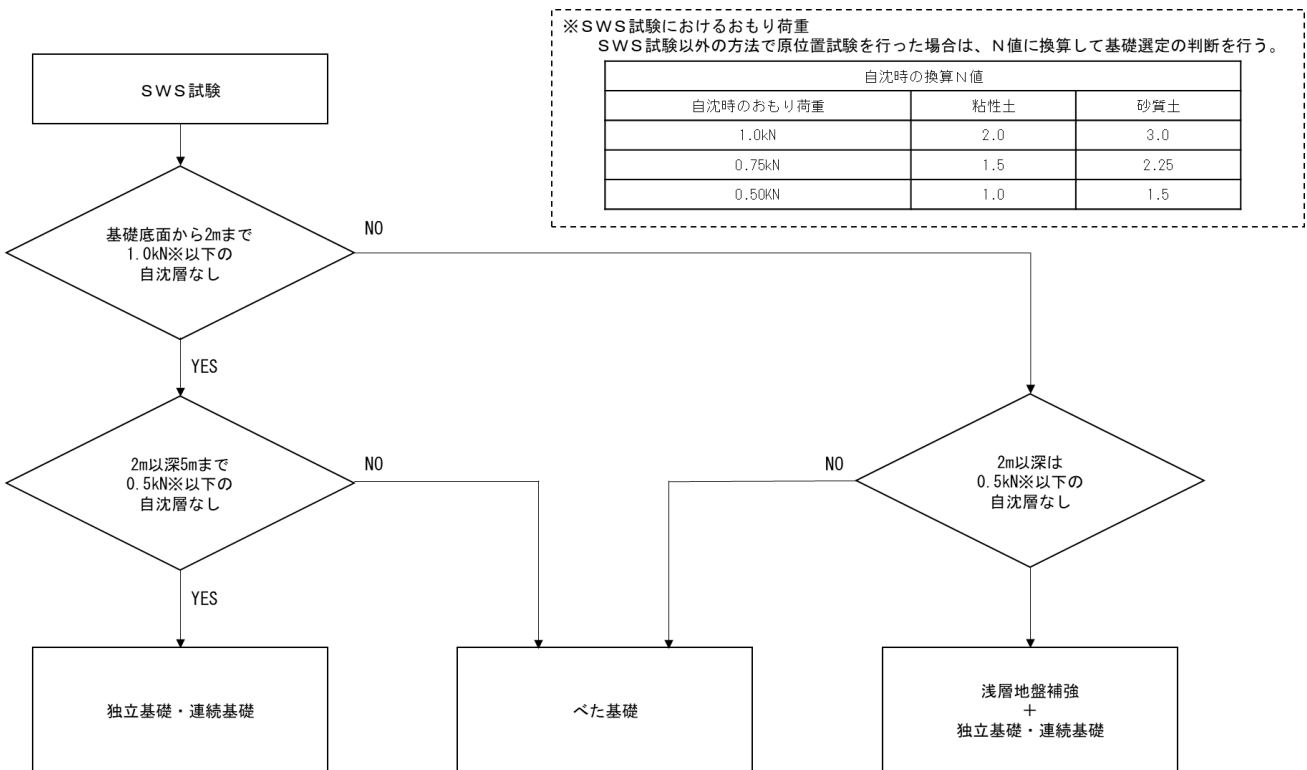 ※SWS試験におけるおもり荷重
SWS試験以外の方法で原位置試験を行った場合は、N値に換算して基礎選定の判断を行う。
自沈時の換算N値
自沈時のおもり荷重 粘性土 砂質土
1.0kN 2.0 3.0
0.75kN 1.5 2.25
0.50KN 1.0 1.5
SWS試験
基礎底面から2mまで
1.0kN※以下の
自沈層なし
NO
YES
2m以深5mまで
0.5kN※以下の
自沈層なし
NO
YES
NO
2m以深は
0.5kN※以下の
自沈層なし
独立基礎・連続基礎
べた基礎
浅層地盤補強
+
独立基礎・連続基礎